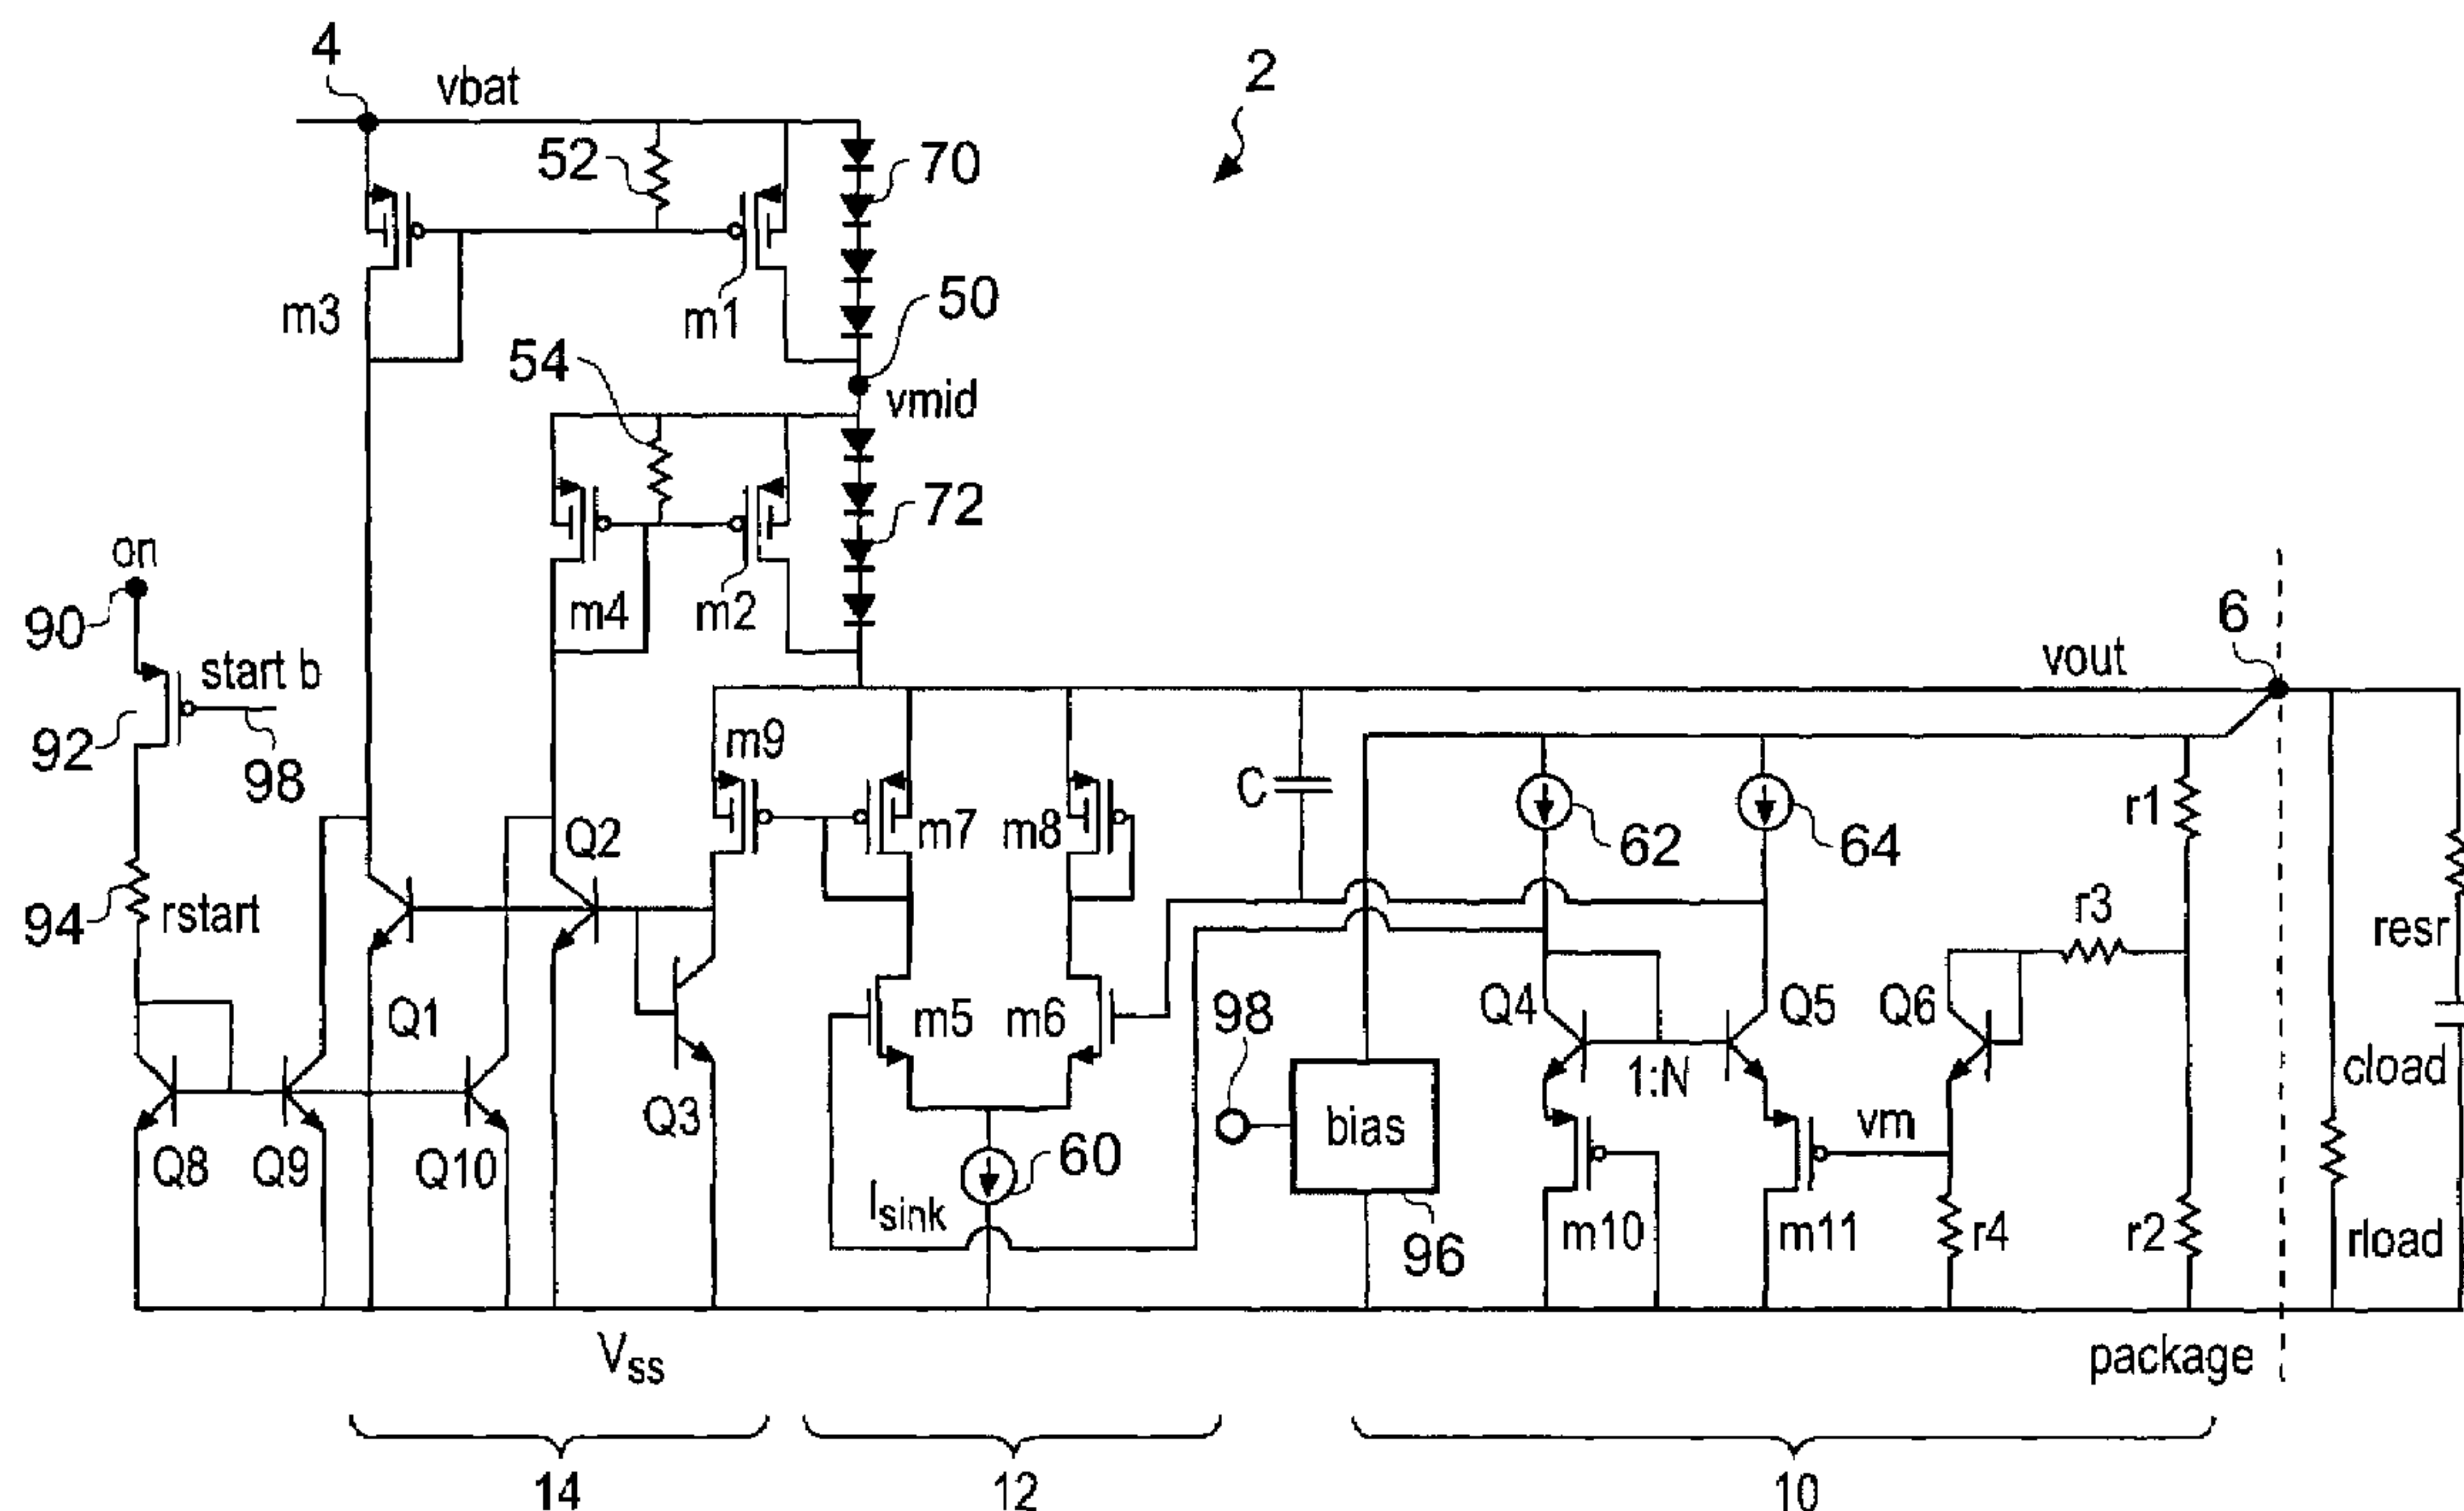 4
vbat
2
52
70
m3
m1
50
54
vmid
72
on
90
start b
m4
m2
6
vout
92
98
m9
Q2
m7
m8
C
62
64
r1
94
rstart
r3
resr
Q1
m5
m6
98
Q4
Q5
Q6
1:N
cload
Q3
bias
vm
Q8
Q9
Q10
60
Isink
96
m10
m11
r4
r2
rload
Vss
package
14
12
10